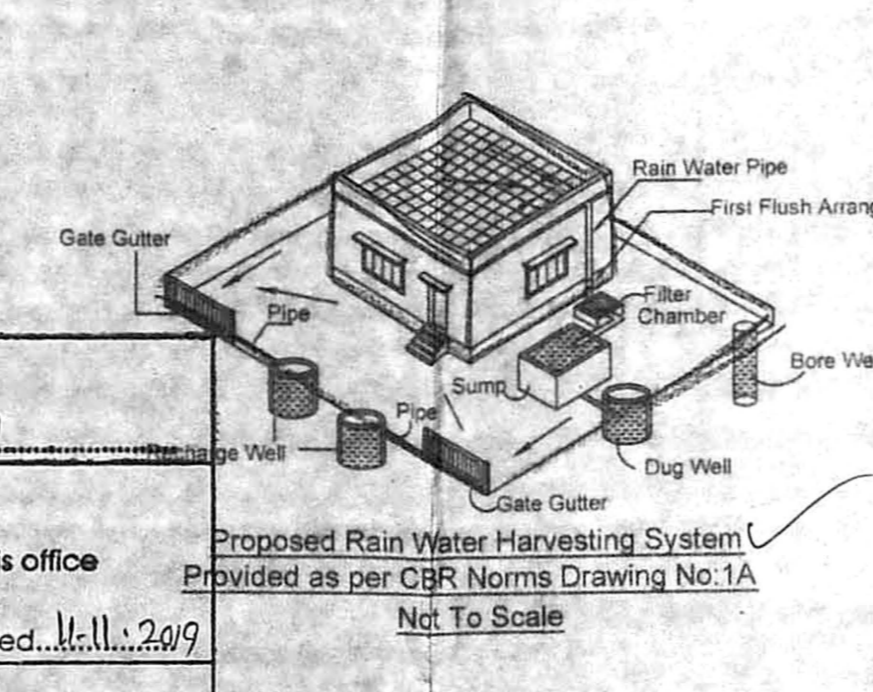 Rain Water Pipe
First Flush Arrang
Gate Gutter
Filter
Chamber
Pipe
Bore We
Sump
Pipe
Recharge Well
Dug Well
Gate Gutter
Proposed Rain Water Harvesting System
Provided as per CBR Norms Drawing No:1A
Not To Scale
s office
ed...11-11-:2019